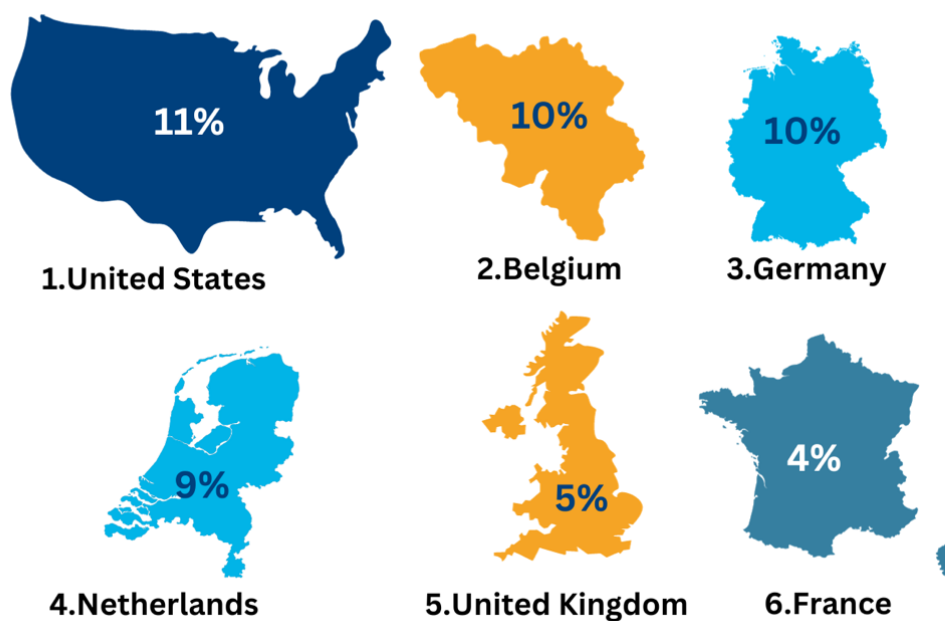 11%
10%
10%
1.United States
2.Belgium
3.Germany
9%
5%
4%
4.Netherlands
5.United Kingdom
6.France